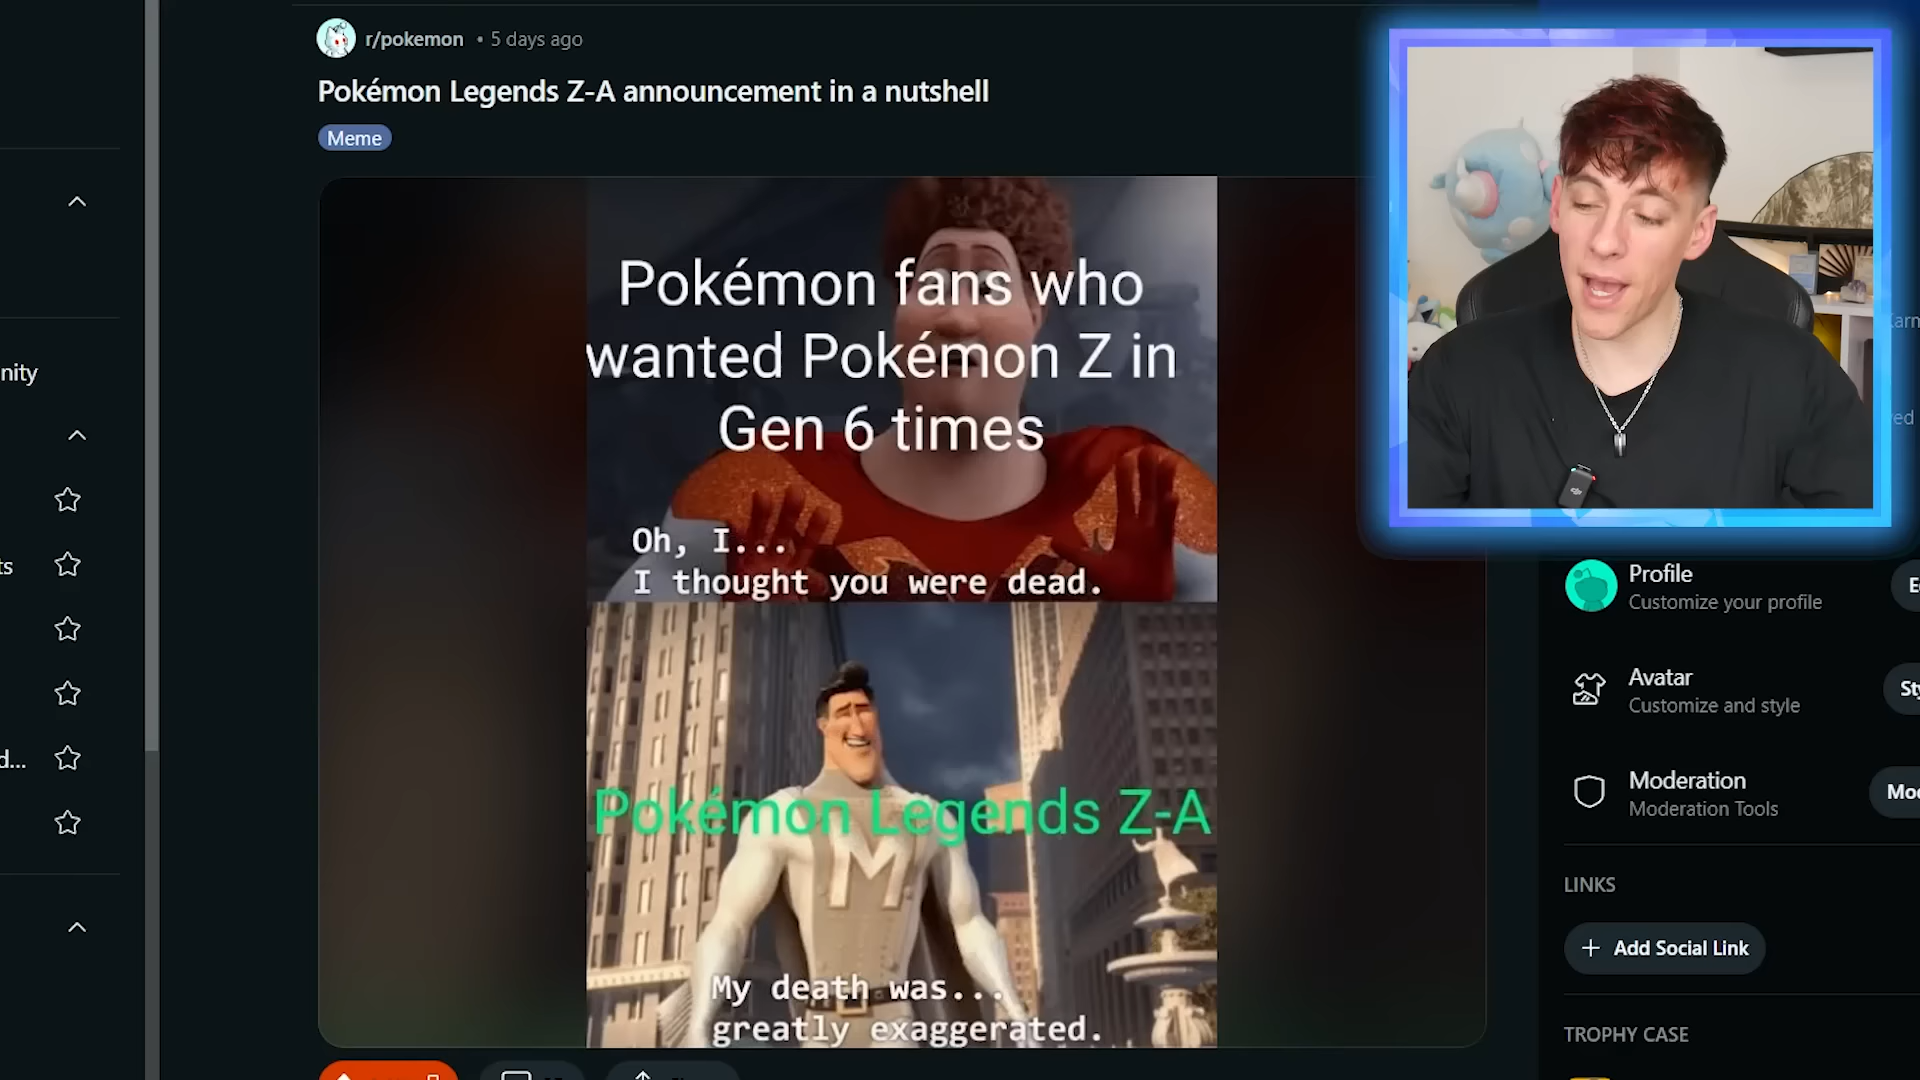 r/pokemon • 5 days ago
Pokémon Legends Z-A announcement in a nutshell
Meme
Pokémon fans who
wanted Pokémon Z in
Gen 6 times
Oh, I...
I thought you were dead.
Pokémon Legends Z-A
M
My death was...
greatly exaggerated.
nity
ts
d...
dji
Profile
Customize your profile
Avatar
Customize and style
Moderation
Moderation Tools
LINKS
+ Add Social Link
TROPHY CASE